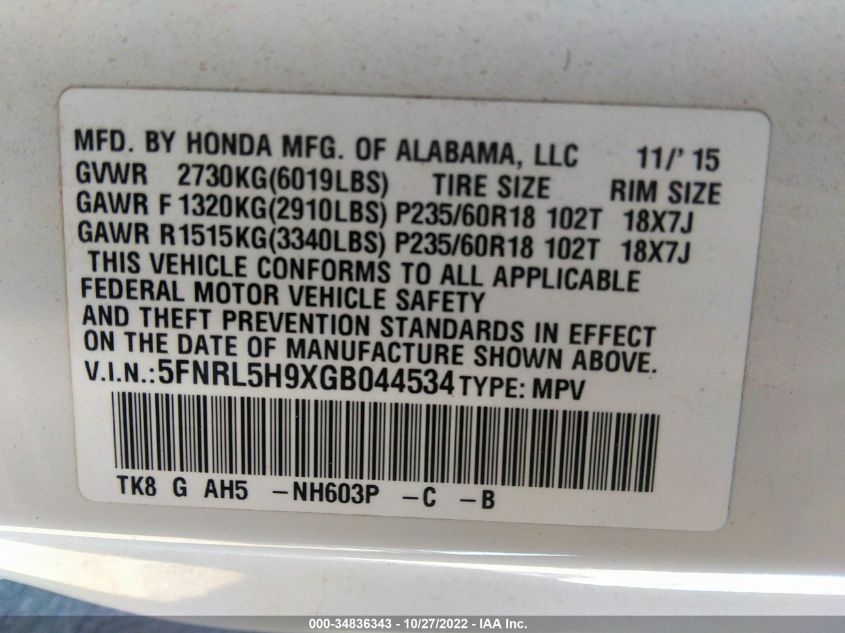 MFD. BY HONDA MFG. OF ALABAMA, LLC 11/' 15
GVWR 2730KG(6019LBS) TIRE SIZE RIM SIZE
GAWR F 1320KG(2910LBS) P235/60R18 102T 18X7J
GAWR R1515KG(3340LBS) P235/60R18 102T 18X7J
THIS VEHICLE CONFORMS TO ALL APPLICABLE
FEDERAL MOTOR VEHICLE SAFETY
AND THEFT PREVENTION STANDARDS IN EFFECT
ON THE DATE OF MANUFACTURE SHOWN ABOVE.
V.I.N.:5FNRL5H9XGB044534 TYPE: MPV
TK8 G AH5 -NH603P -C -B
000-34836343 - 10/27/2022 - IAA Inc.